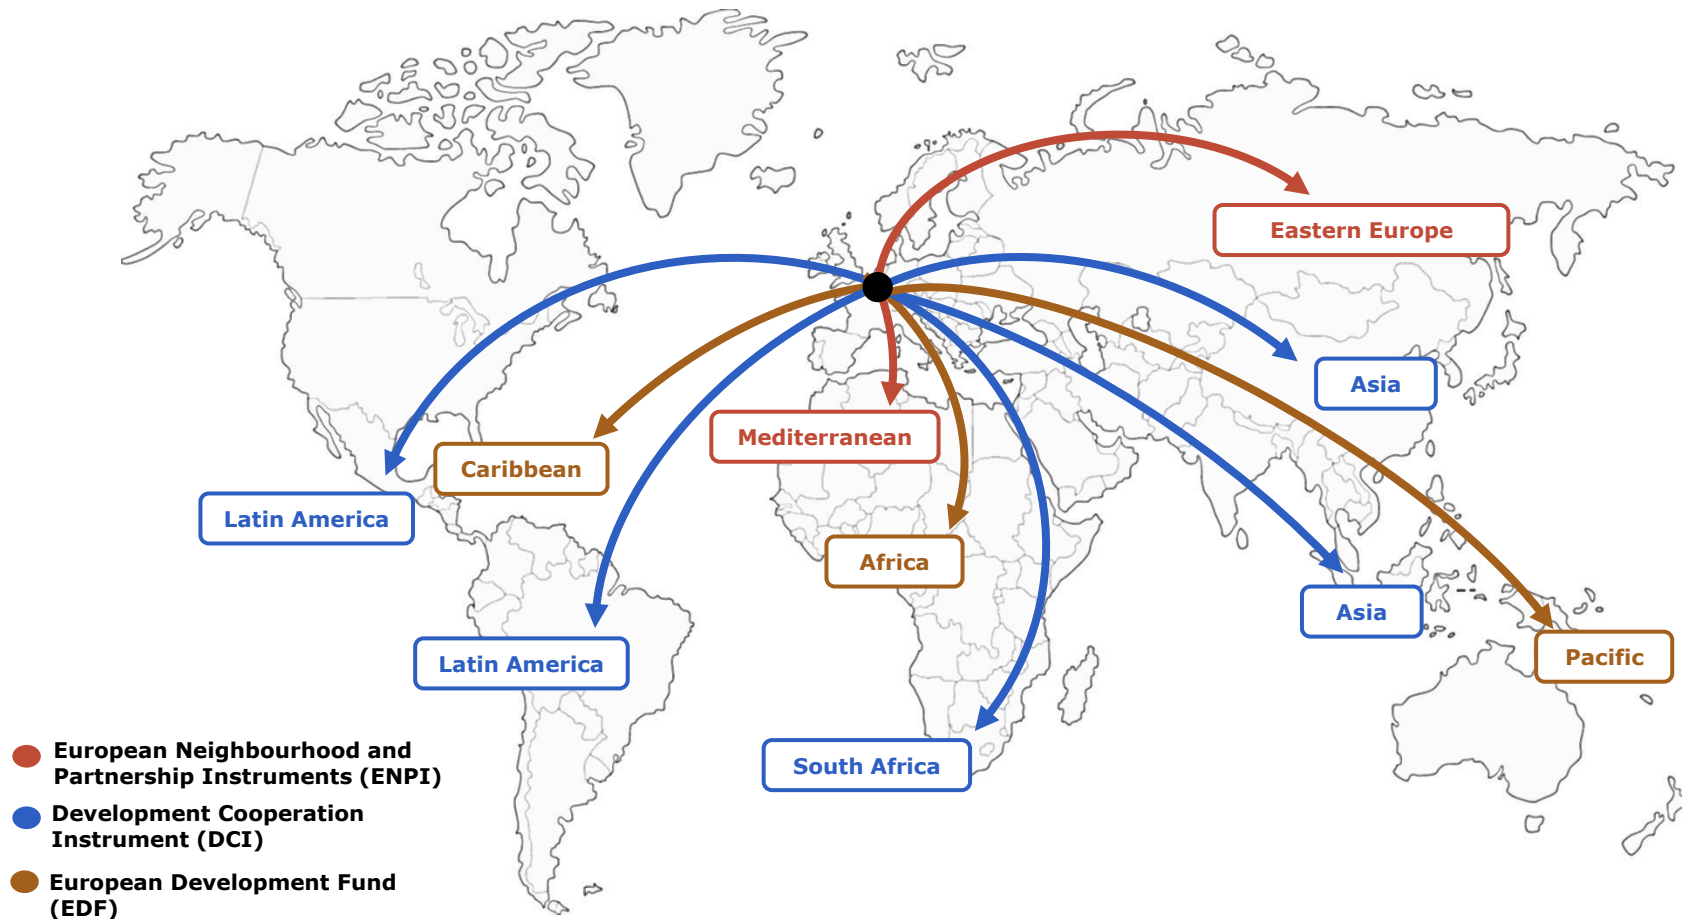 Eastern Europe
Asia
Mediterranean
Caribbean
Latin America
Africa
Asia
Pacific
Latin America
South Africa
European Neighbourhood and
Partnership Instruments (ENPI)
Development Cooperation
Instrument (DCI)
European Development Fund
(EDF)